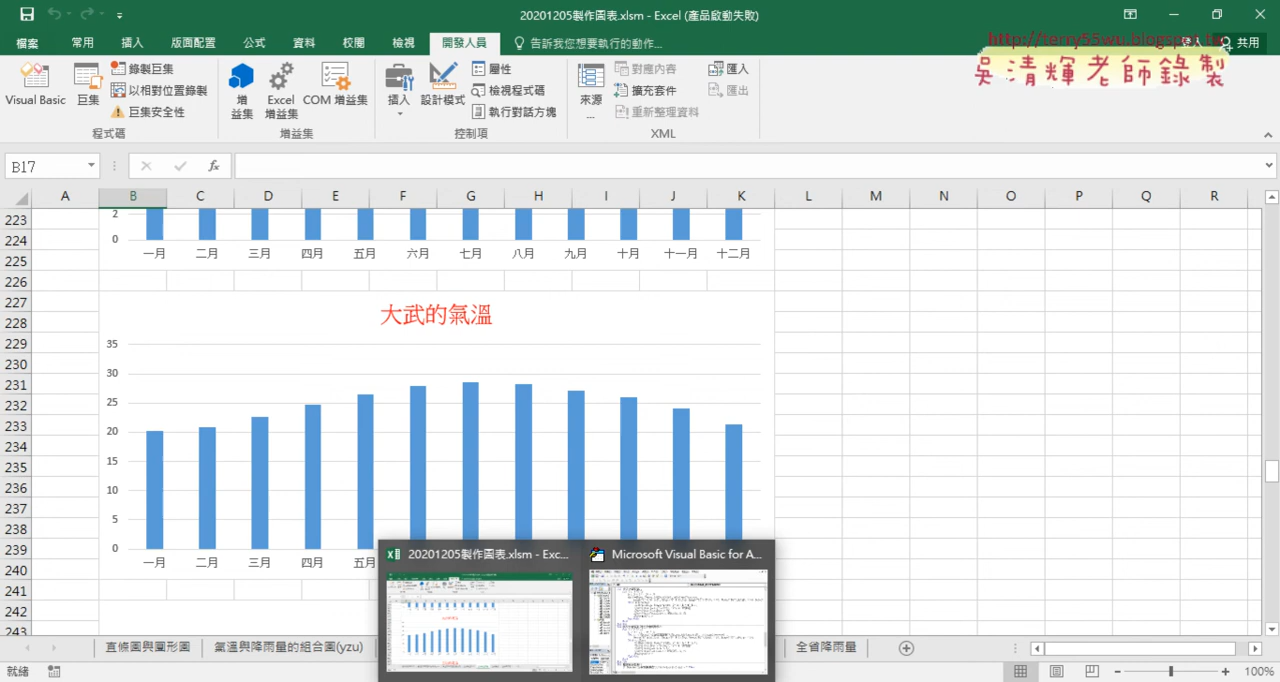 20201205製作圖表.xlsm - Excel (產品啟動失敗)
http://terry55wu.blogspot.tw
吳清輝老師錄製
檔案 常用 插入 版面配置 公式 資料 校閱 檢視 開發人員 告訴我您想要執行的動作... 共用
Visual Basic 巨集 錄製巨集 以相對位置錄製 巨集安全性 程式碼
增益集 Excel 增益集 COM 增益集 增益集
插入 設計模式 屬性 檢視程式碼 執行對話方塊 控制項
來源... 對應內容 擴充套件 重新整理資料 匯入 匯出 XML
B17 fx
A B C D E F G H I J K L M N O P Q R
223
224
225
226
227
228
229
230
231
232
233
234
235
236
237
238
239
240
241
242
243
2
0
一月 二月 三月 四月 五月 六月 七月 八月 九月 十月 十一月 十二月
大武的氣溫
35
30
25
20
15
10
5
0
一月 二月 三月 四月 五月
20201205製作圖表.xlsm - Exc...
Microsoft Visual Basic for A...
直條圖與圓形圖 氣溫與降雨量的組合圖(yzu) 全省降雨量
就緒 100%